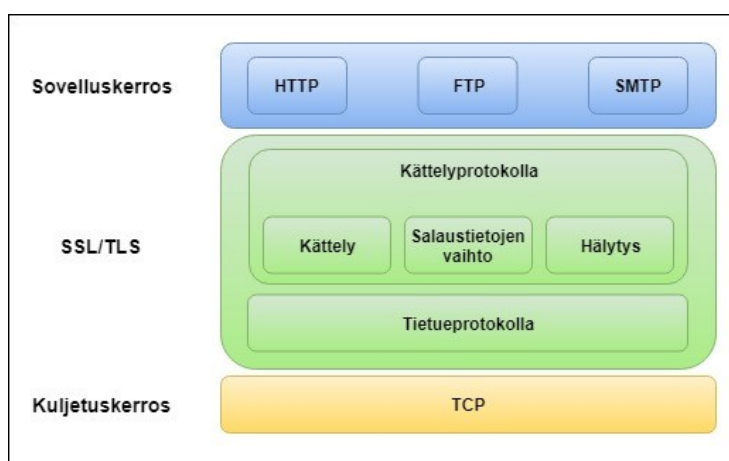 Sovelluskerros
HTTP
FTP
SMTP
SSL/TLS
Kättelyprotokolla
Kättely
Salaustietojen
vaihto
Hälytys
Tietueprotokolla
Kuljetuskerros
TCP